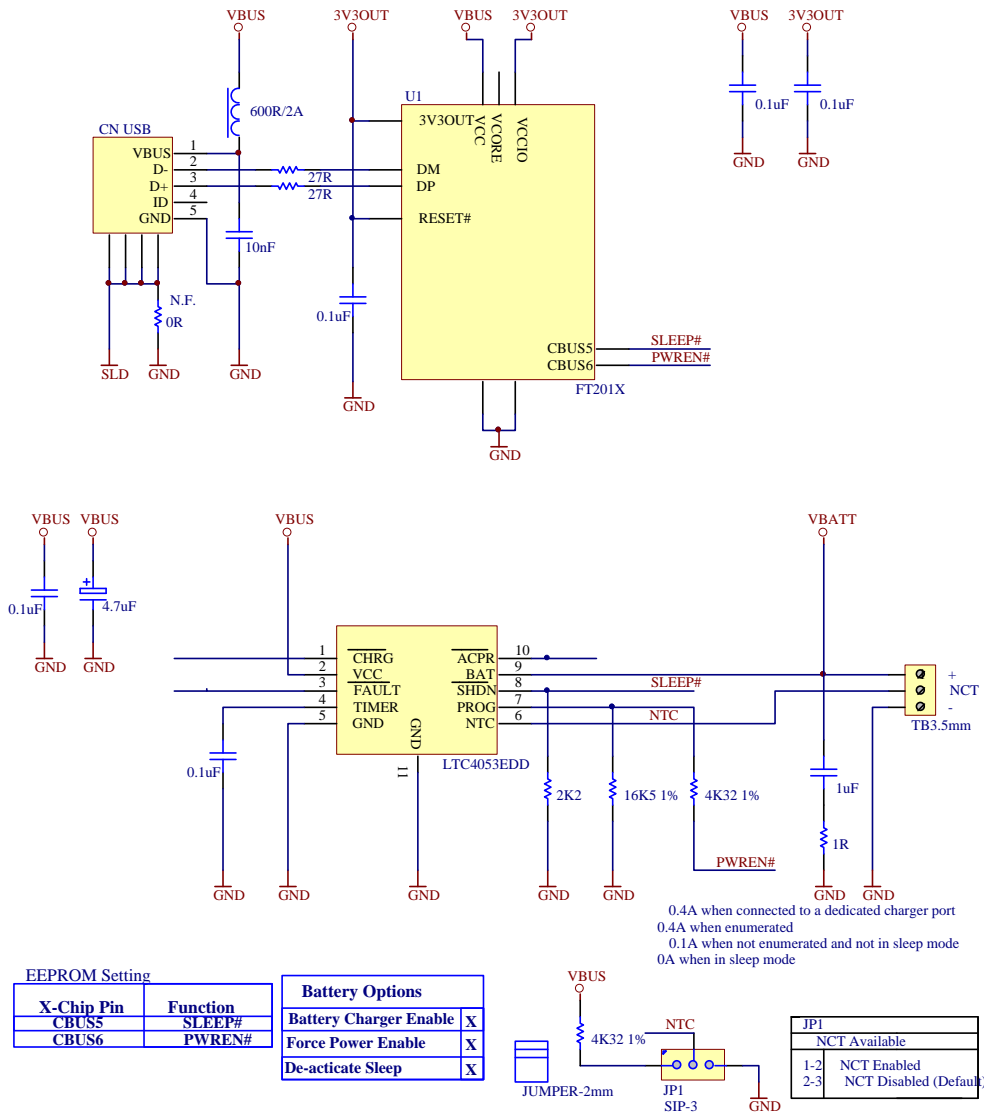 VBUS 3V3OUT VBUS 3V3OUT VBUS 3V3OUT
600R/2A
0.1uF 0.1uF
GND GND
U1
3V3OUT
VCC
VCORE
VCCIO
CN USB
VBUS 1
D- 2
D+ 3
ID 4
GND 5
27R
27R
DM
DP
RESET#
10nF
N.F.
0R
0.1uF
SLD GND GND
GND
CBUS5 SLEEP#
CBUS6 PWREN#
FT201X
GND
VBUS VBUS VBUS VBATT
0.1uF 4.7uF
GND GND
1 CHRG ACPR 10
2 VCC BAT 9
3 FAULT SHDN 8 SLEEP#
4 TIMER PROG 7
5 GND NTC 6 NTC
GND
11
LTC4053EDD
+
NCT
-
TB3.5mm
0.1uF
2K2 16K5 1% 4K32 1%
1uF
1R
PWREN#
GND GND GND GND GND GND GND
0.4A when connected to a dedicated charger port
0.4A when enumerated
0.1A when not enumerated and not in sleep mode
0A when in sleep mode
EEPROM Setting
X-Chip Pin Function
CBUS5 SLEEP#
CBUS6 PWREN#
Battery Options
Battery Charger Enable X
Force Power Enable X
De-acticate Sleep X
JUMPER-2mm
VBUS
4K32 1%
NTC
JP1
SIP-3
GND
JP1
NCT Available
1-2 NCT Enabled
2-3 NCT Disabled (Default)